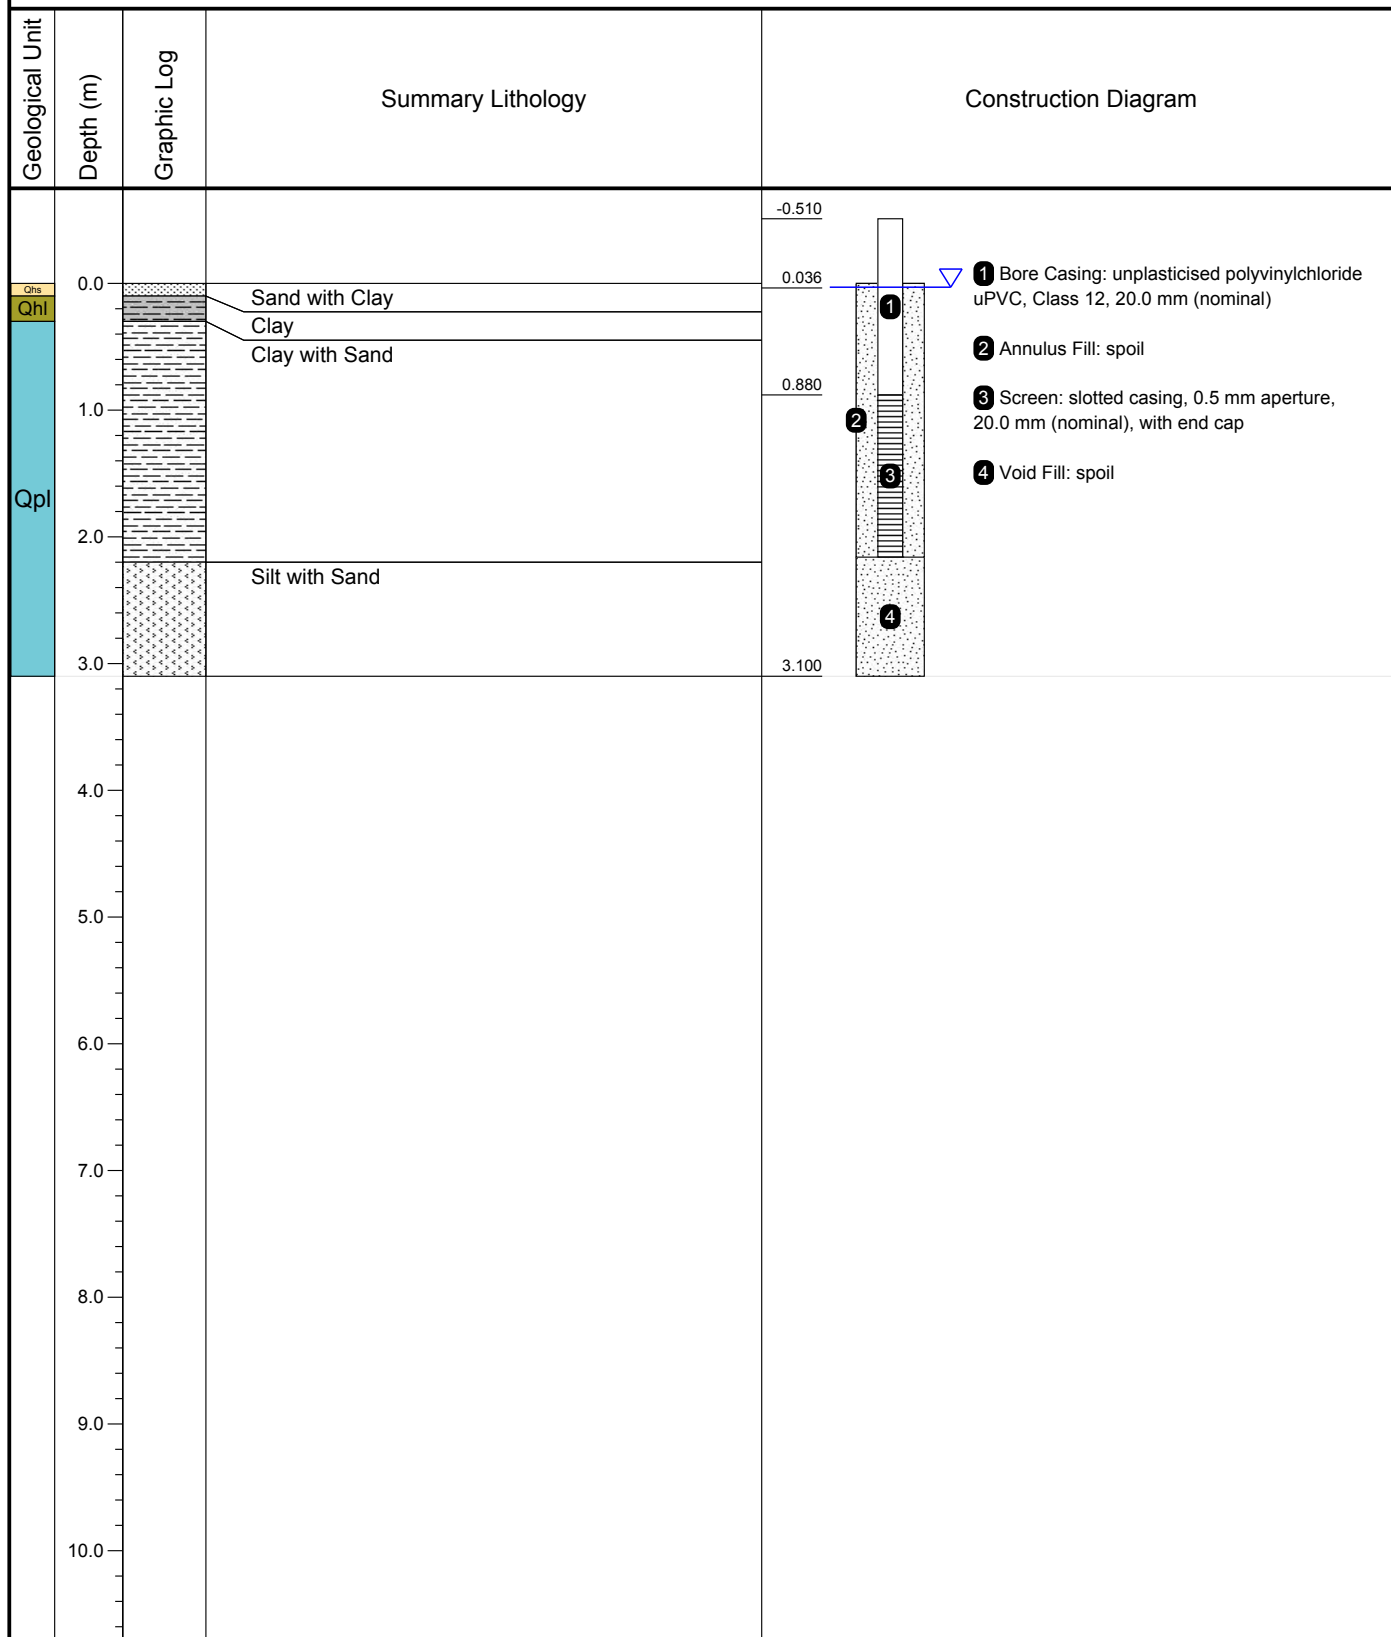 Geological Unit
Depth (m)
Graphic Log
Summary Lithology
Construction Diagram
-0.510
0.036
0.880
3.100
0.0
1.0
2.0
3.0
4.0
5.0
6.0
7.0
8.0
9.0
10.0
Qhs
Qhl
Qpl
Sand with Clay
Clay
Clay with Sand
Silt with Sand
1
2
3
4
1 Bore Casing: unplasticised polyvinylchloride
uPVC, Class 12, 20.0 mm (nominal)
2 Annulus Fill: spoil
3 Screen: slotted casing, 0.5 mm aperture,
20.0 mm (nominal), with end cap
4 Void Fill: spoil